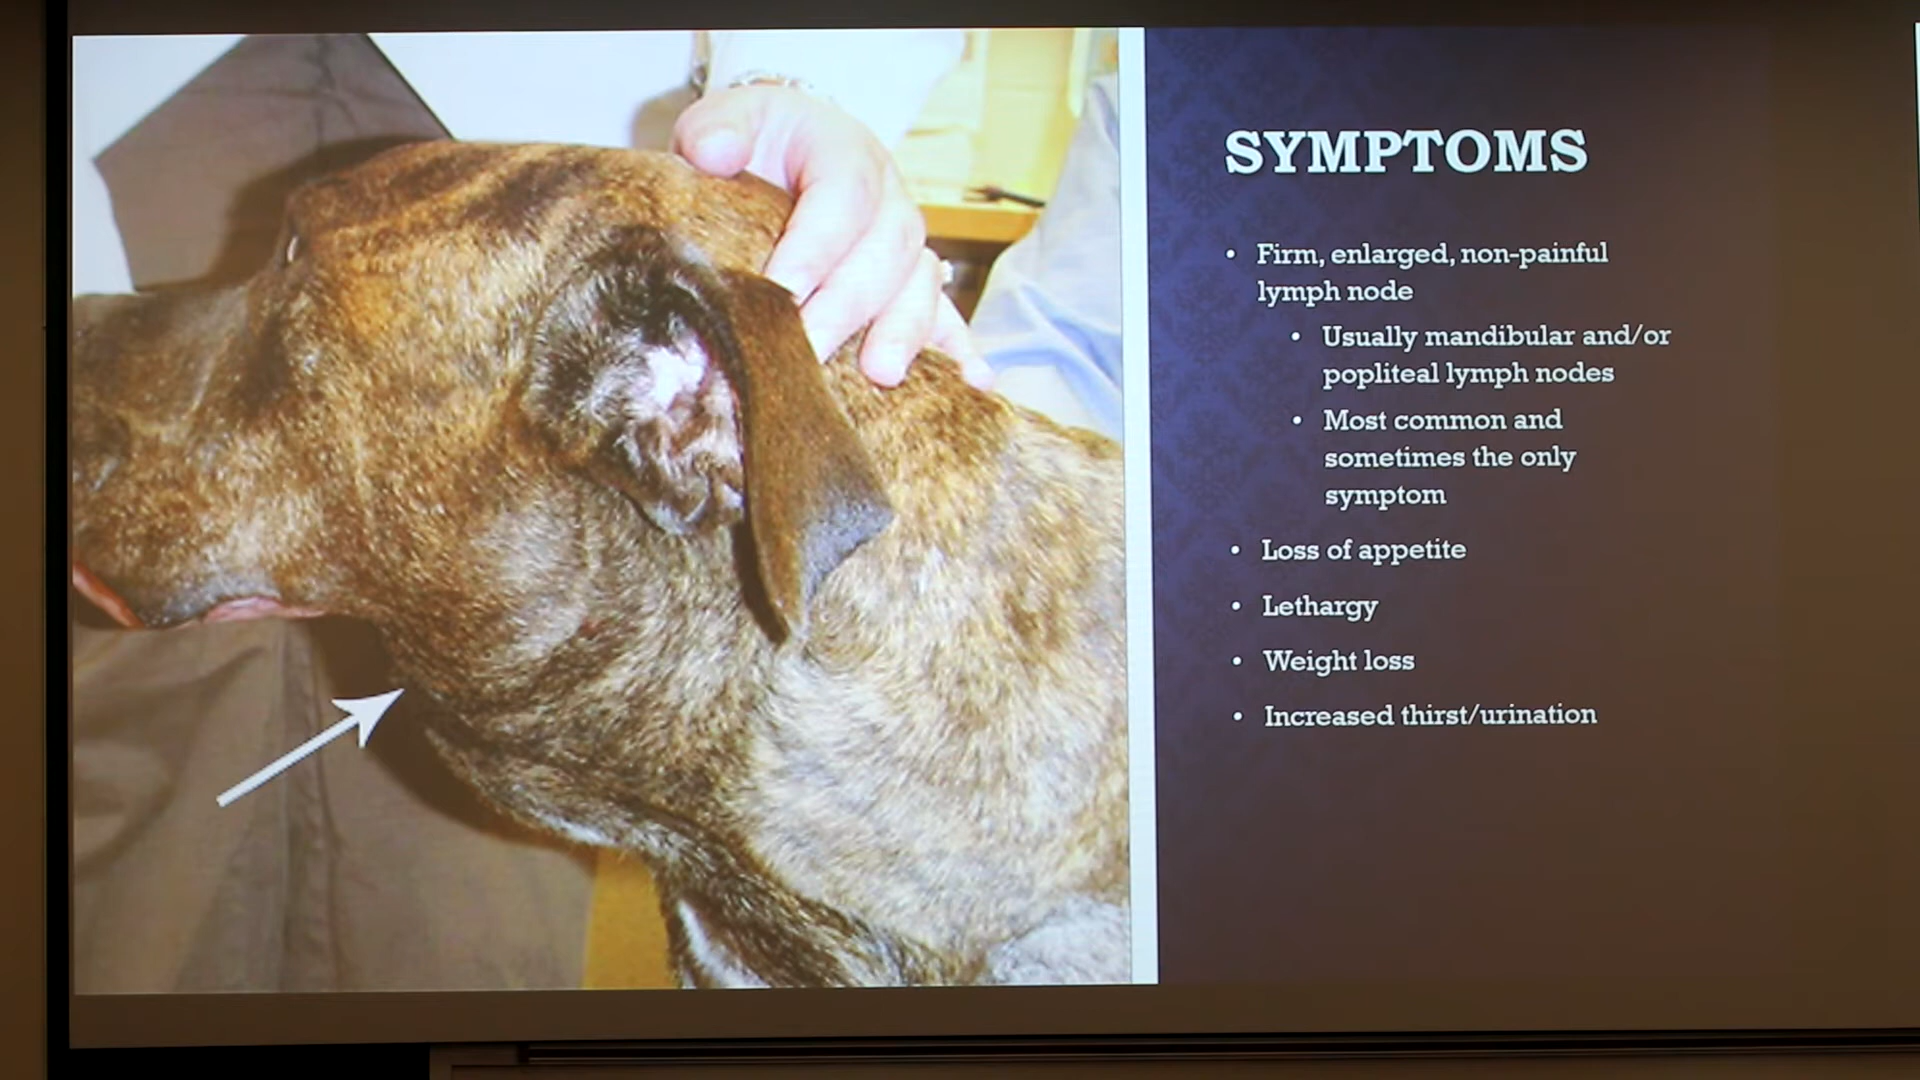 SYMPTOMS
• Firm, enlarged, non-painful
lymph node
• Usually mandibular and/or
popliteal lymph nodes
• Most common and
sometimes the only
symptom
• Loss of appetite
• Lethargy
• Weight loss
• Increased thirst/urination